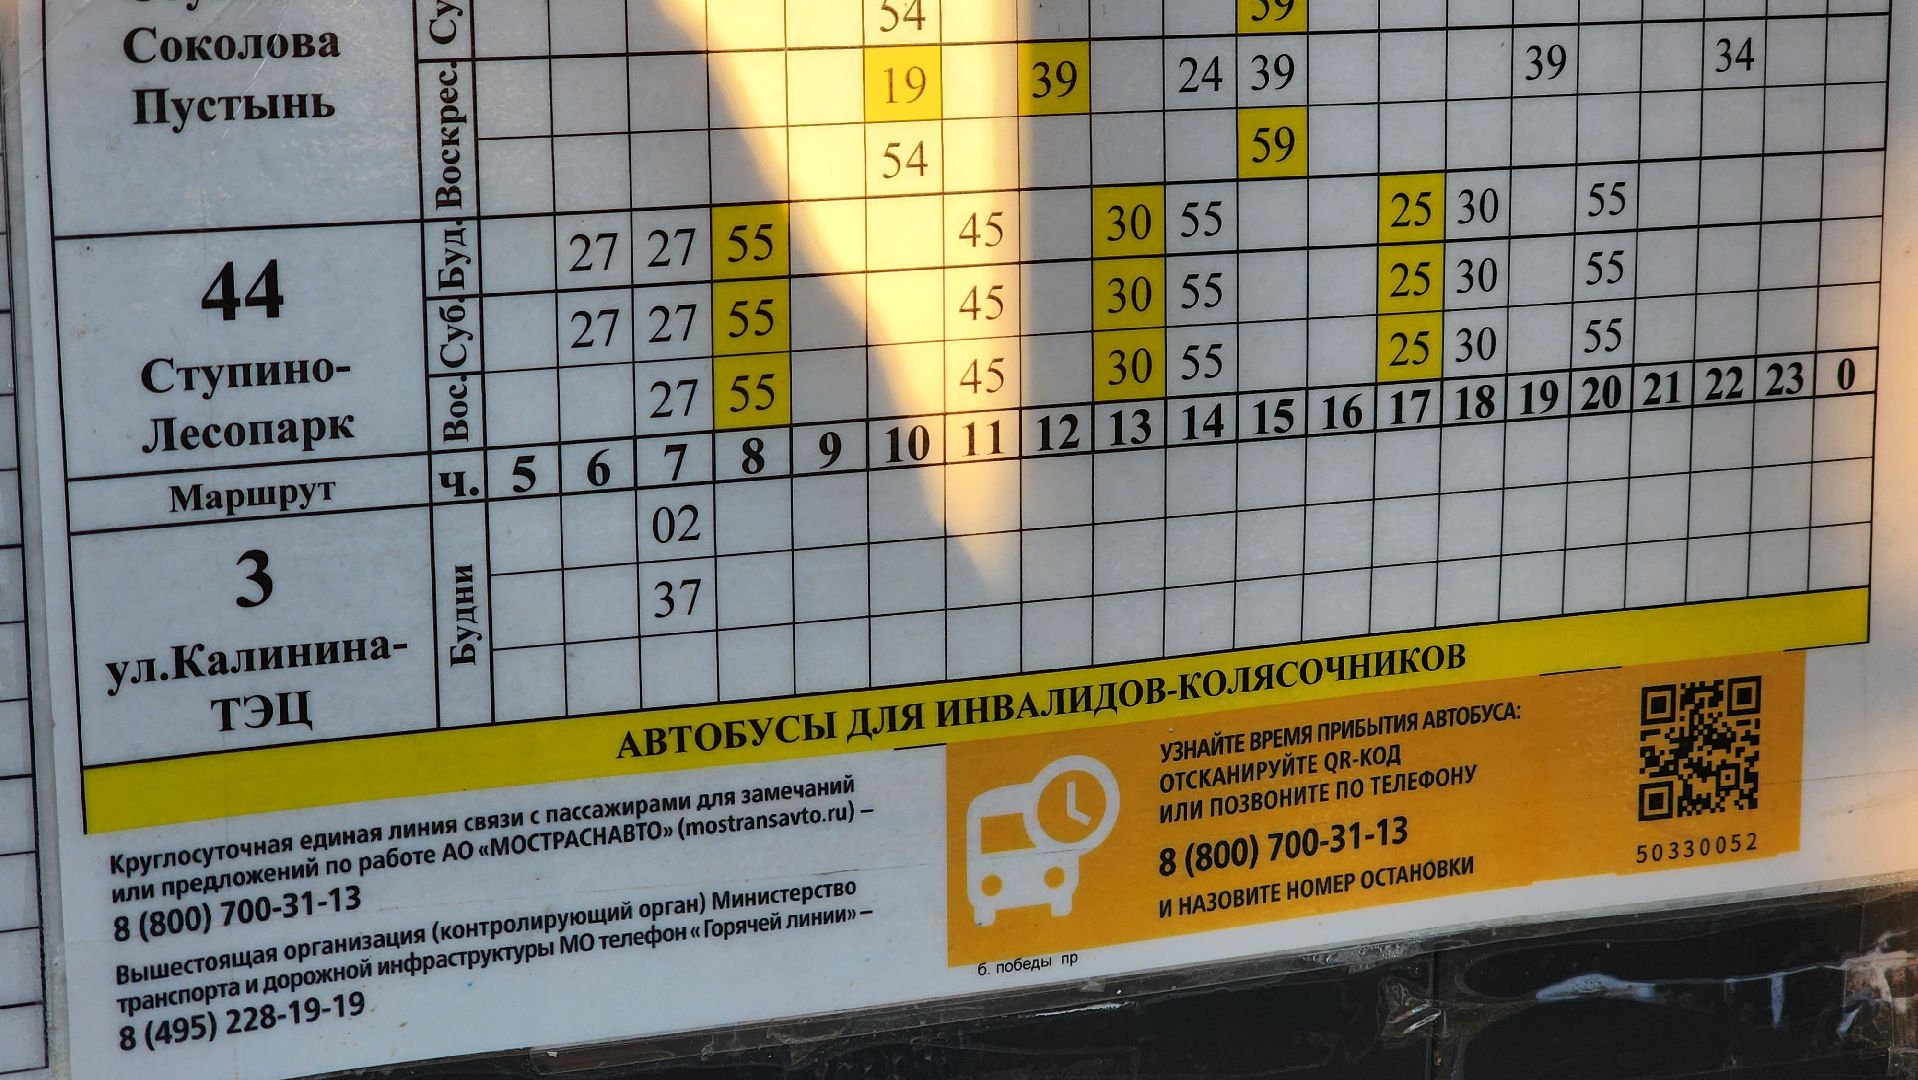 Соколова
Пустынь
Су
54 59
Воскрес.
19 39 24 39 39 34
54 59
44
Ступино-
Лесопарк
Буд. 27 27 55 45 30 55 25 30 55
Суб. 27 27 55 45 30 55 25 30 55
Вос. 27 55 45 30 55 25 30 55
Маршрут ч. 5 6 7 8 9 10 11 12 13 14 15 16 17 18 19 20 21 22 23 0
3
ул.Калинина-
ТЭЦ
Будни
02
37
АВТОБУСЫ ДЛЯ ИНВАЛИДОВ-КОЛЯСОЧНИКОВ
Круглосуточная единая линия связи с пассажирами для замечаний
или предложений по работе АО «МОСТРАСНАВТО» (mostransavto.ru) –
8 (800) 700-31-13
Вышестоящая организация (контролирующий орган) Министерство
транспорта и дорожной инфраструктуры МО телефон «Горячей линии» –
8 (495) 228-19-19
УЗНАЙТЕ ВРЕМЯ ПРИБЫТИЯ АВТОБУСА:
ОТСКАНИРУЙТЕ QR-КОД
ИЛИ ПОЗВОНИТЕ ПО ТЕЛЕФОНУ
8 (800) 700-31-13
И НАЗОВИТЕ НОМЕР ОСТАНОВКИ
50330052
б. победы пр